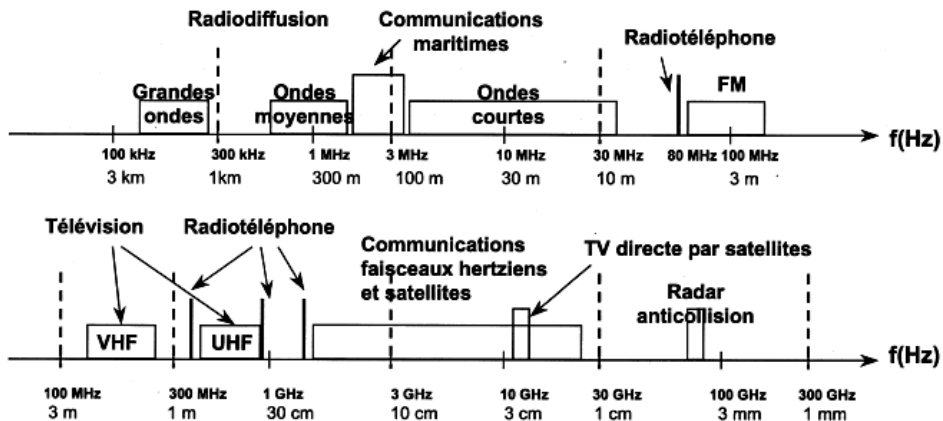 Radiodiffusion
Communications
maritimes
Radiotéléphone
Grandes
ondes
Ondes
moyennes
Ondes
courtes
FM
f(Hz)
100 kHz 300 kHz 1 MHz 3 MHz 10 MHz 30 MHz 80 MHz 100 MHz
3 km 1km 300 m 100 m 30 m 10 m 3 m
Télévision
Radiotéléphone
Communications
faisceaux hertziens
et satellites
TV directe par satellites
Radar
anticollision
VHF
UHF
f(Hz)
100 MHz 300 MHz 1 GHz 3 GHz 10 GHz 30 GHz 100 GHz 300 GHz
3 m 1 m 30 cm 10 cm 3 cm 1 cm 3 mm 1 mm